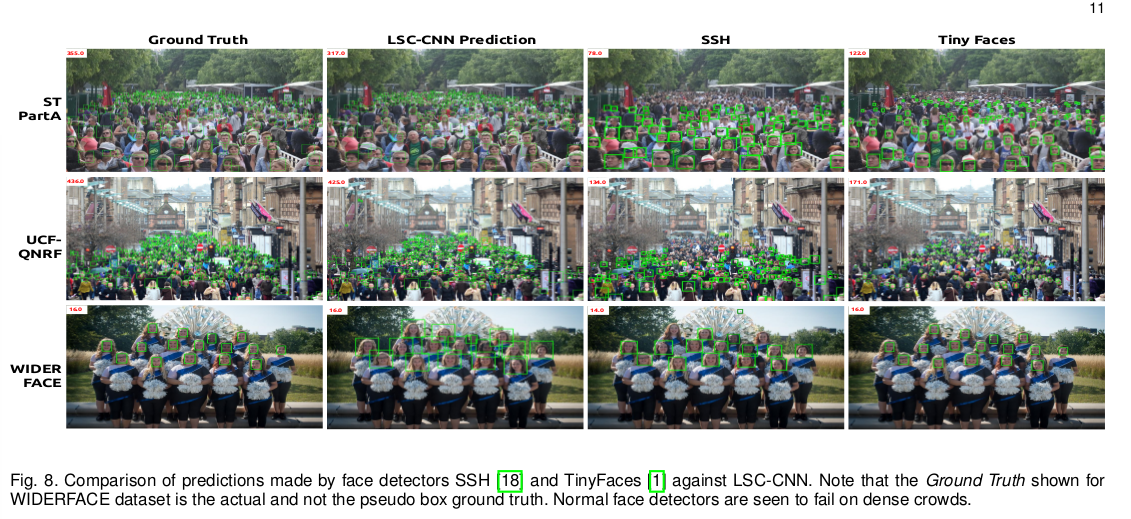 11
Ground Truth LSC-CNN Prediction SSH Tiny Faces
355.0 317.0 78.0 122.0
ST
PartA
436.0 425.0 134.0 171.0
UCF-
QNRF
16.0 16.0 14.0 16.0
WIDER
FACE
Fig. 8. Comparison of predictions made by face detectors SSH [18] and TinyFaces [1] against LSC-CNN. Note that the Ground Truth shown for
WIDERFACE dataset is the actual and not the pseudo box ground truth. Normal face detectors are seen to fail on dense crowds.